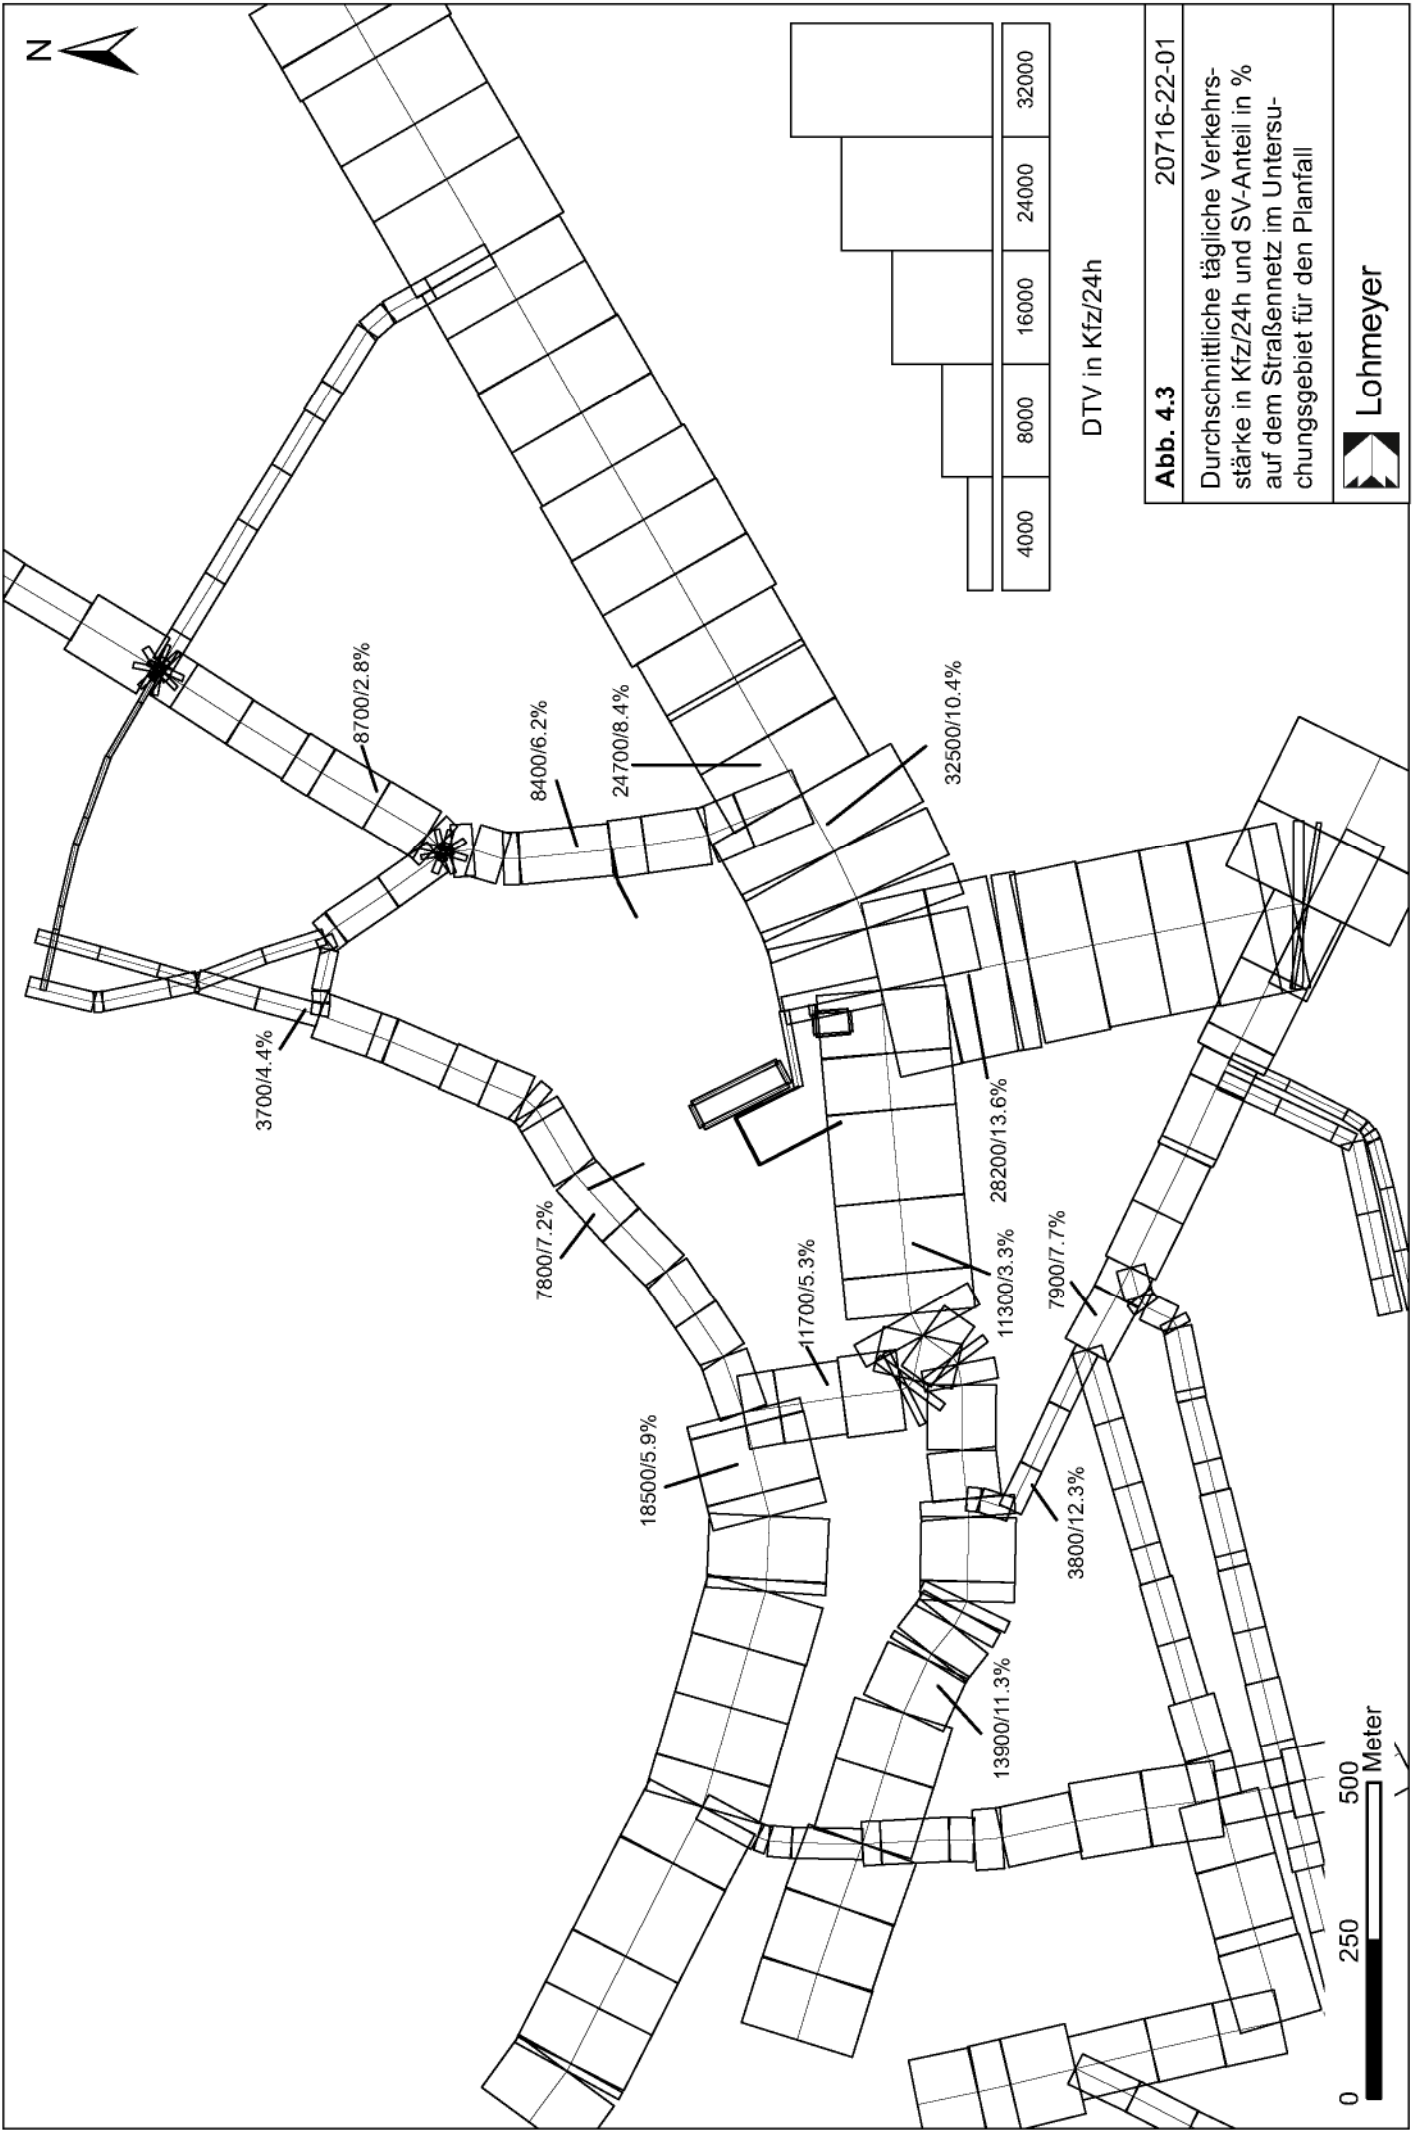 N
8700/2.8%
8400/6.2%
24700/8.4%
32500/10.4%
3700/4.4%
7800/7.2%
28200/13.6%
11700/5.3%
11300/3.3%
7900/7.7%
18500/5.9%
3800/12.3%
13900/11.3%
4000 8000 16000 24000 32000
DTV in Kfz/24h
0 250 500
Meter
Abb. 4.3 20716-22-01
Durchschnittliche tägliche Verkehrs-
stärke in Kfz/24h und SV-Anteil in %
auf dem Straßennetz im Untersu-
chungsgebiet für den Planfall
Lohmeyer